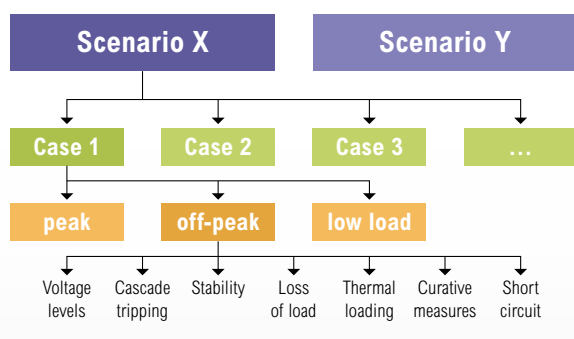 Scenario X
Scenario Y
Case 1
Case 2
Case 3
...
peak
off-peak
low load
Voltage
levels
Cascade
tripping
Stability
Loss
of load
Thermal
loading
Curative
measures
Short
circuit